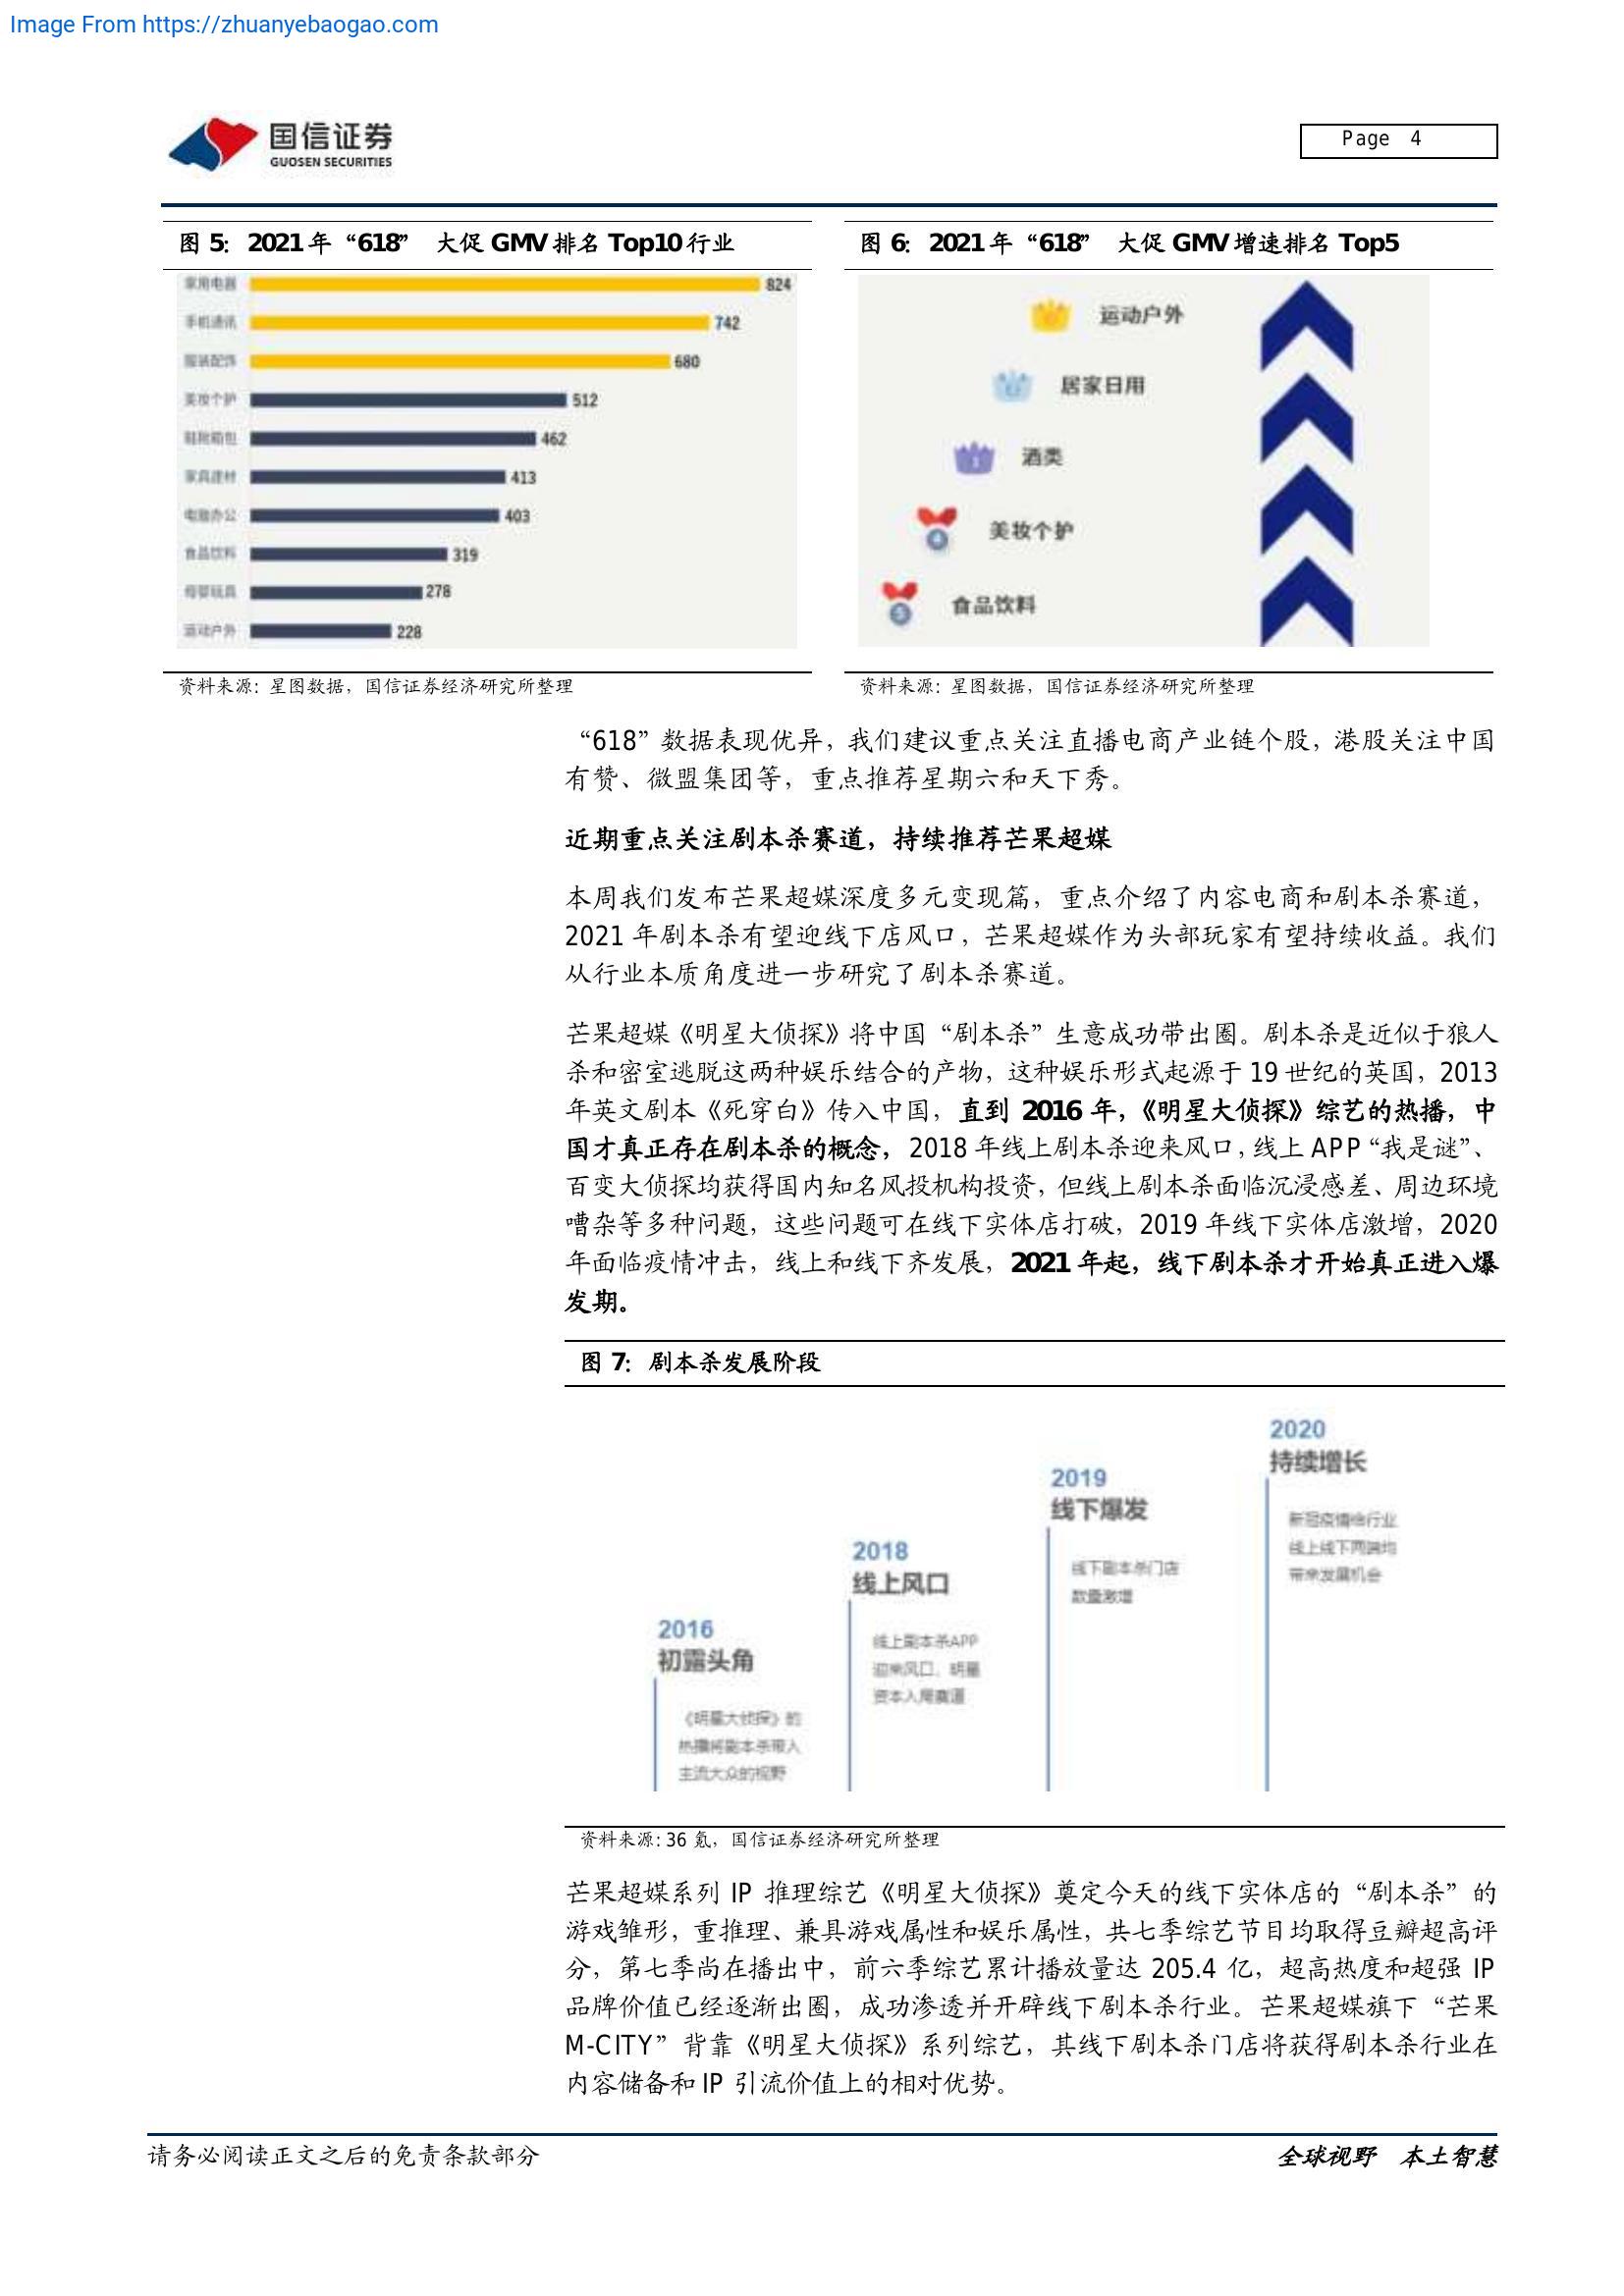 Image From https://zhuanyebaogao.com
国信证券
GUOSEN SECURITIES
Page 4
图 5：2021 年“618” 大促 GMV 排名 Top10 行业
家用电器 824
手机通讯 742
服装配饰 680
美妆个护 512
鞋靴箱包 462
家具建材 413
电脑办公 403
食品饮料 319
母婴玩具 278
运动户外 228
资料来源：星图数据，国信证券经济研究所整理
图 6：2021 年“618” 大促 GMV 增速排名 Top5
运动户外
居家日用
酒类
4 美妆个护
5 食品饮料
资料来源：星图数据，国信证券经济研究所整理
“618”数据表现优异，我们建议重点关注直播电商产业链个股，港股关注中国
有赞、微盟集团等，重点推荐星期六和天下秀。
近期重点关注剧本杀赛道，持续推荐芒果超媒
本周我们发布芒果超媒深度多元变现篇，重点介绍了内容电商和剧本杀赛道，
2021 年剧本杀有望迎线下店风口，芒果超媒作为头部玩家有望持续收益。我们
从行业本质角度进一步研究了剧本杀赛道。
芒果超媒《明星大侦探》将中国“剧本杀”生意成功带出圈。剧本杀是近似于狼人
杀和密室逃脱这两种娱乐结合的产物，这种娱乐形式起源于 19 世纪的英国，2013
年英文剧本《死穿白》传入中国，直到 2016 年，《明星大侦探》综艺的热播，中
国才真正存在剧本杀的概念，2018 年线上剧本杀迎来风口，线上 APP“我是谜”、
百变大侦探均获得国内知名风投机构投资，但线上剧本杀面临沉浸感差、周边环境
嘈杂等多种问题，这些问题可在线下实体店打破，2019 年线下实体店激增，2020
年面临疫情冲击，线上和线下齐发展，2021 年起，线下剧本杀才开始真正进入爆
发期。
图 7：剧本杀发展阶段
2016
初露头角
《明星大侦探》的
热播将剧本杀带入
主流大众的视野
2018
线上风口
线上剧本杀APP
迎来风口，明星
资本入局赛道
2019
线下爆发
线下剧本杀门店
数量激增
2020
持续增长
新冠疫情给行业
线上线下两端均
带来发展机会
资料来源：36 氪，国信证券经济研究所整理
芒果超媒系列 IP 推理综艺《明星大侦探》奠定今天的线下实体店的“剧本杀”的
游戏雏形，重推理、兼具游戏属性和娱乐属性，共七季综艺节目均取得豆瓣超高评
分，第七季尚在播出中，前六季综艺累计播放量达 205.4 亿，超高热度和超强 IP
品牌价值已经逐渐出圈，成功渗透并开辟线下剧本杀行业。芒果超媒旗下“芒果
M-CITY”背靠《明星大侦探》系列综艺，其线下剧本杀门店将获得剧本杀行业在
内容储备和 IP 引流价值上的相对优势。
请务必阅读正文之后的免责条款部分
全球视野 本土智慧